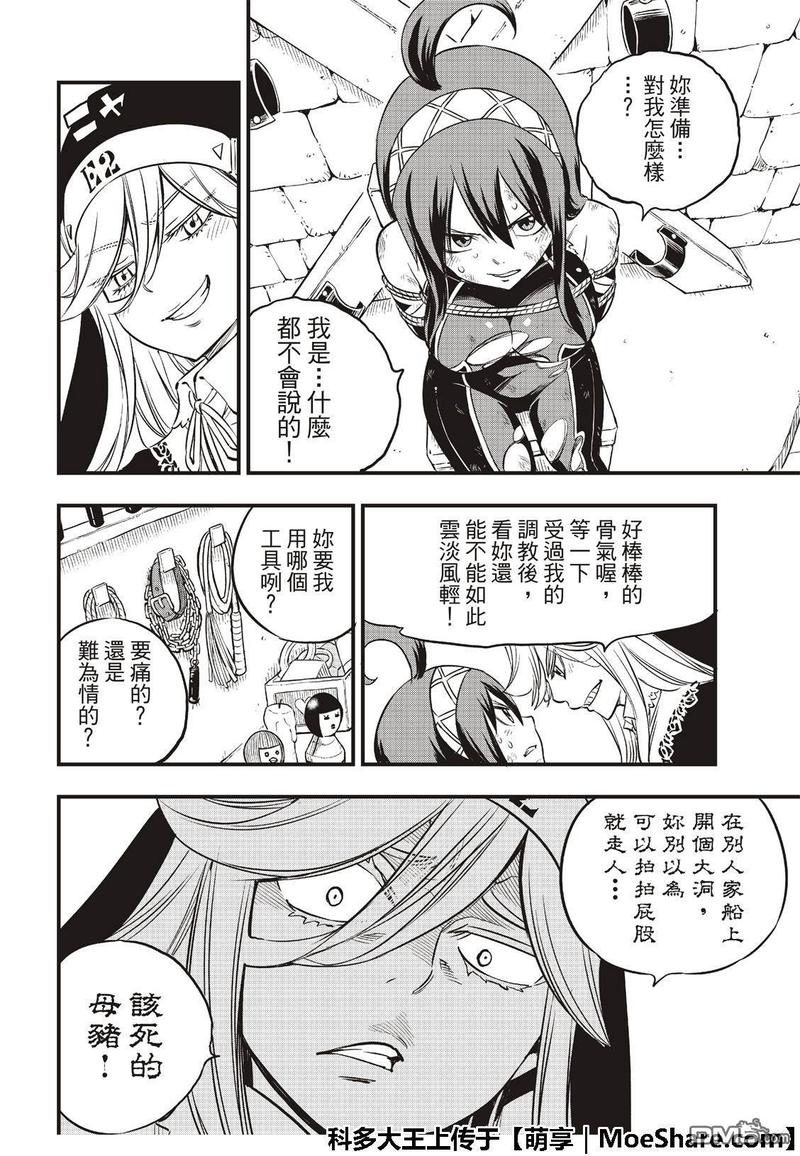 妳準備…
對我怎麼樣
…？
E2
我是…什麼
都不會說的！
好棒棒的
骨氣喔，
等一下
受過我的
調教後，
看妳還
能不能如此
雲淡風輕！
妳要我
用哪個
工具咧？
要痛的？
還是
難為情的？
在別人家船上
開個大洞，
妳別以為
可以拍拍屁股
就走人…
該死的
母豬！
科多大王上传于【萌享｜MoeShare.com】